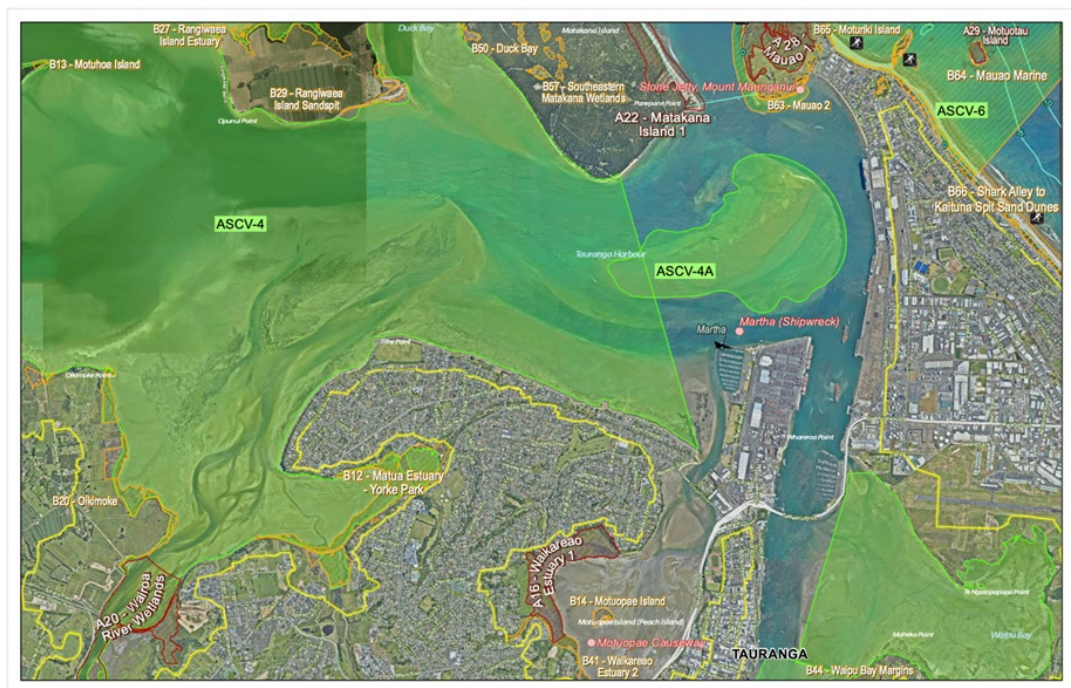 B27 - Rangiwaea
Island Estuary
Duck Bay
B50 - Duck Bay
Matakana Island
A28
Mauao 1
B65 - Moturiki Island
A29 - Motuotau
Island
B13 - Motuhoa Island
B29 - Rangiwaea
Island Sandspit
B57 - Southeastern
Matakana Wetlands
Stone Jetty, Mount Maunganui
B64 - Mauao Marine
Panepane Point
B63 - Mauao 2
Opunui Point
A22 - Matakana
Island 1
ASCV-6
B66 - Shark Alley to
Kaituna Spit Sand Dunes
ASCV-4
Tauranga Harbour
ASCV-4A
Martha (Shipwreck)
Martha
Oikimoke Point
Whareroa Point
B12 - Matua Estuary
- Yorke Park
B20 - Oikimoke
A16 - Waikareao
Estuary 1
A20 - Wairoa
River Wetlands
B14 - Motuopae Island
Motuopae Island (Peach Island)
Motuopae Causeway
Waipu Bay
TAURANGA
B41 - Waikareao
Estuary 2
B44 - Waipu Bay Margins